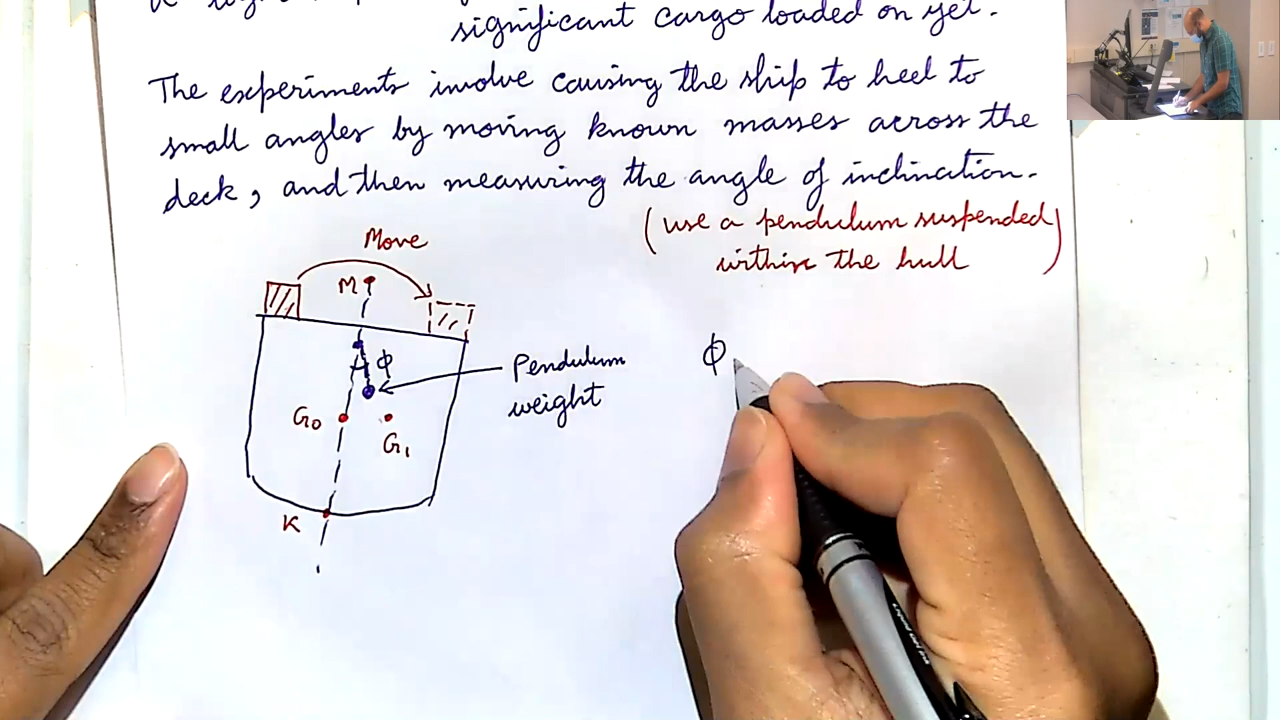 significant cargo loaded on yet.
The experiments involve causing the ship to heel to
small angles by moving known masses across the
deck, and then measuring the angle of inclination.
(use a pendulum suspended
within the hull)
Move
M
ϕ
ϕ
Pendulum
weight
G₀
G₁
K